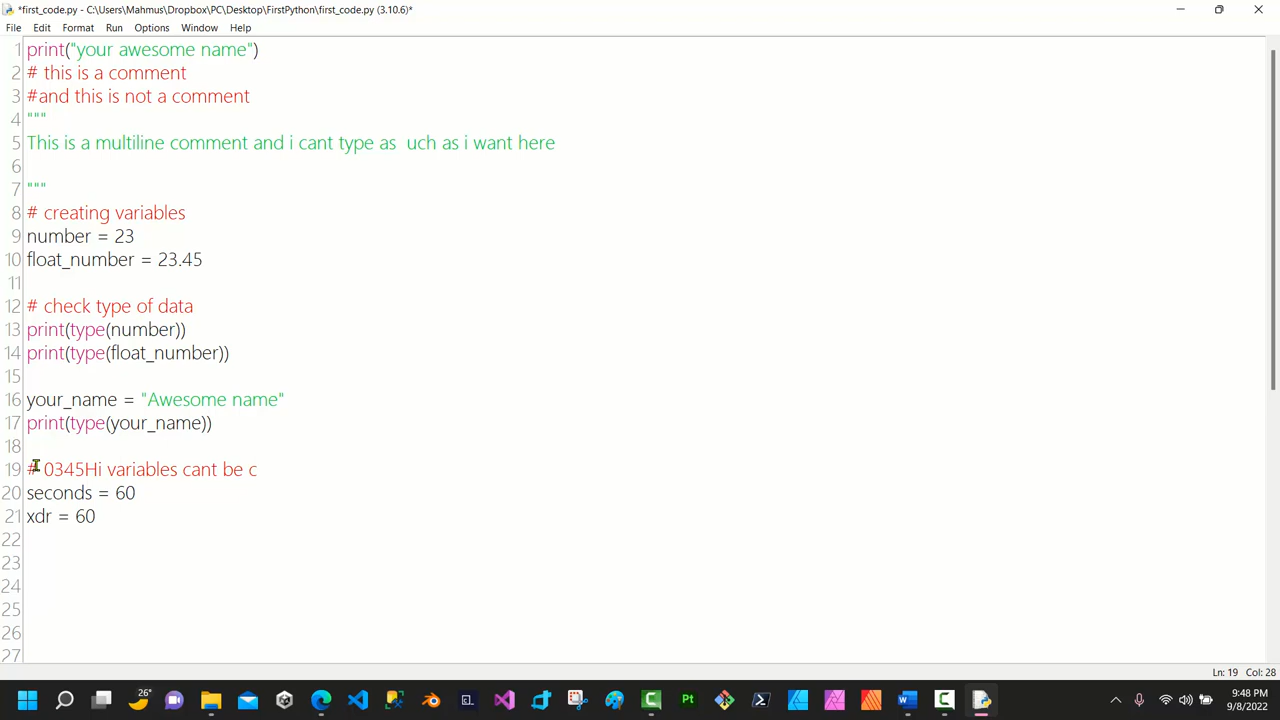 *first_code.py - C:\Users\Mahmus\Dropbox\PC\Desktop\FirstPython\first_code.py (3.10.6)*
File Edit Format Run Options Window Help
1 print("your awesome name")
2 # this is a comment
3 #and this is not a comment
4 """
5 This is a multiline comment and i cant type as  uch as i want here
6
7 """
8 # creating variables
9 number = 23
10 float_number = 23.45
11
12 # check type of data
13 print(type(number))
14 print(type(float_number))
15
16 your_name = "Awesome name"
17 print(type(your_name))
18
19 # 0345Hi variables cant be c
20 seconds = 60
21 xdr = 60
22
23
24
25
26
27
Ln: 19 Col: 28
26°
Pt
9:48 PM
9/8/2022